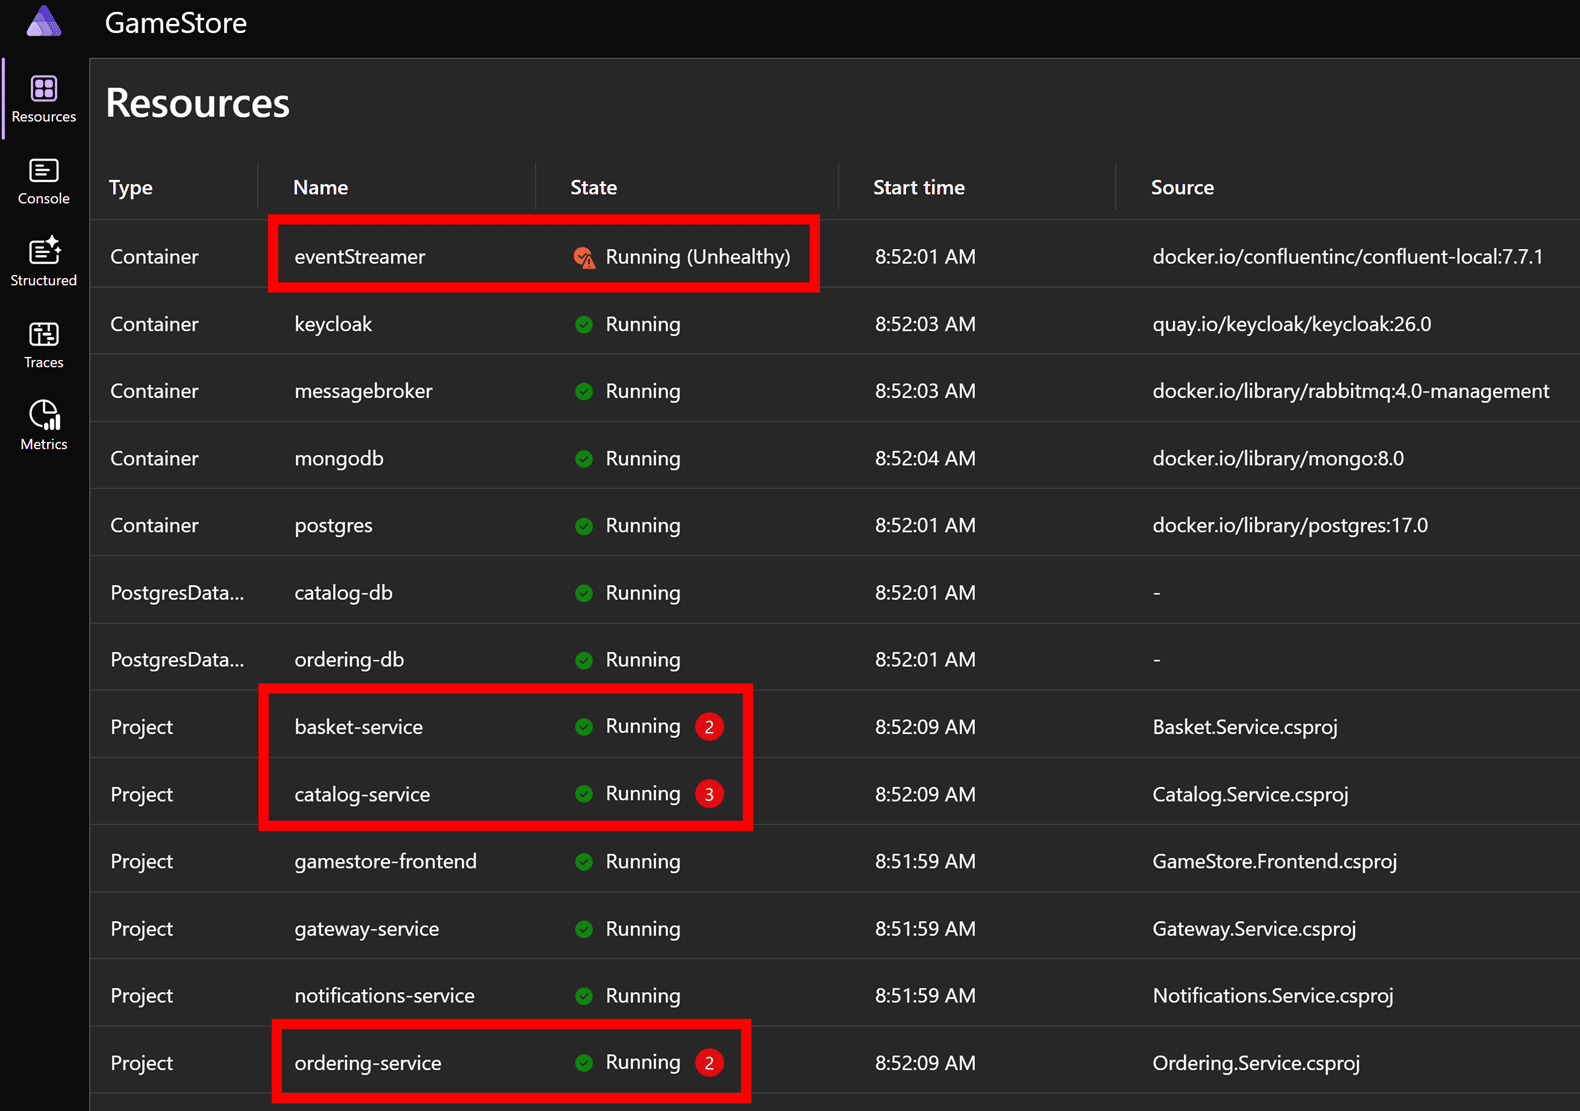 GameStore
Resources
Console
Structured
Traces
Metrics
Resources
Type Name State Start time Source
Container eventStreamer Running (Unhealthy) 8:52:01 AM docker.io/confluentinc/confluent-local:7.7.1
Container keycloak Running 8:52:03 AM quay.io/keycloak/keycloak:26.0
Container messagebroker Running 8:52:03 AM docker.io/library/rabbitmq:4.0-management
Container mongodb Running 8:52:04 AM docker.io/library/mongo:8.0
Container postgres Running 8:52:01 AM docker.io/library/postgres:17.0
PostgresData... catalog-db Running 8:52:01 AM -
PostgresData... ordering-db Running 8:52:01 AM -
Project basket-service Running 2 8:52:09 AM Basket.Service.csproj
Project catalog-service Running 3 8:52:09 AM Catalog.Service.csproj
Project gamestore-frontend Running 8:51:59 AM GameStore.Frontend.csproj
Project gateway-service Running 8:51:59 AM Gateway.Service.csproj
Project notifications-service Running 8:51:59 AM Notifications.Service.csproj
Project ordering-service Running 2 8:52:09 AM Ordering.Service.csproj